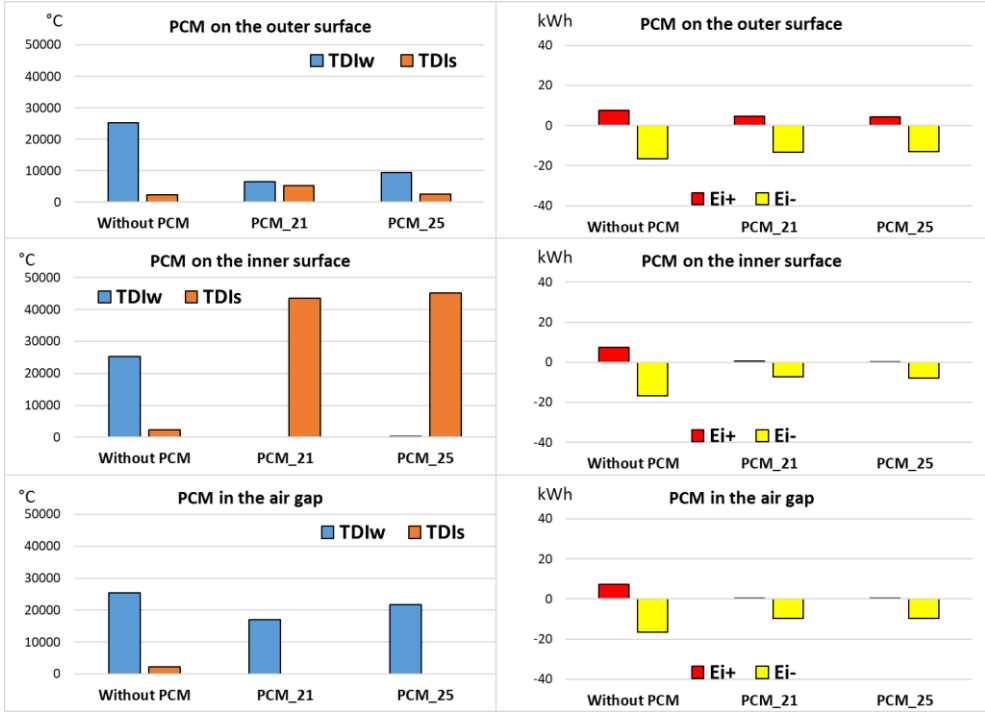 °C
PCM on the outer surface
50000
TDIw TDIs
40000
30000
20000
10000
0
Without PCM PCM_21 PCM_25
kWh
PCM on the outer surface
40
20
0
-20
Ei+ Ei-
-40
Without PCM PCM_21 PCM_25
°C
PCM on the inner surface
50000
TDIw TDIs
40000
30000
20000
10000
0
Without PCM PCM_21 PCM_25
kWh
PCM on the inner surface
40
20
0
-20
Ei+ Ei-
-40
Without PCM PCM_21 PCM_25
°C
PCM in the air gap
50000
TDIw TDIs
40000
30000
20000
10000
0
Without PCM PCM_21 PCM_25
kWh
PCM in the air gap
40
20
0
-20
Ei+ Ei-
-40
Without PCM PCM_21 PCM_25